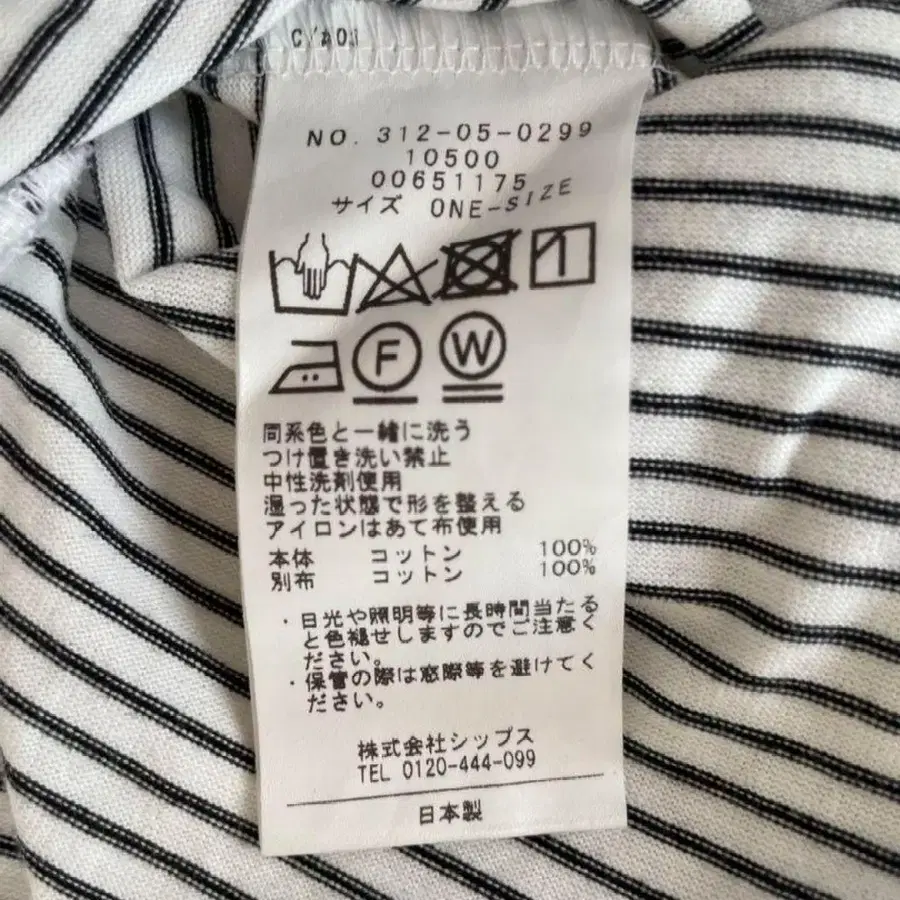 NO. 312-05-0299
10500
00651175
サイズ ONE-SIZE
F W
同系色と一緒に洗う
つけ置き洗い禁止
中性洗剤使用
湿った状態で形を整える
アイロンはあて布使用
本体 コットン 100%
別布 コットン 100%
・日光や照明等に長時間当たる
と色褪せしますのでご注意く
ださい。
・保管の際は窓際等を避けてく
ださい。
株式会社シップス
TEL 0120-444-099
日本製